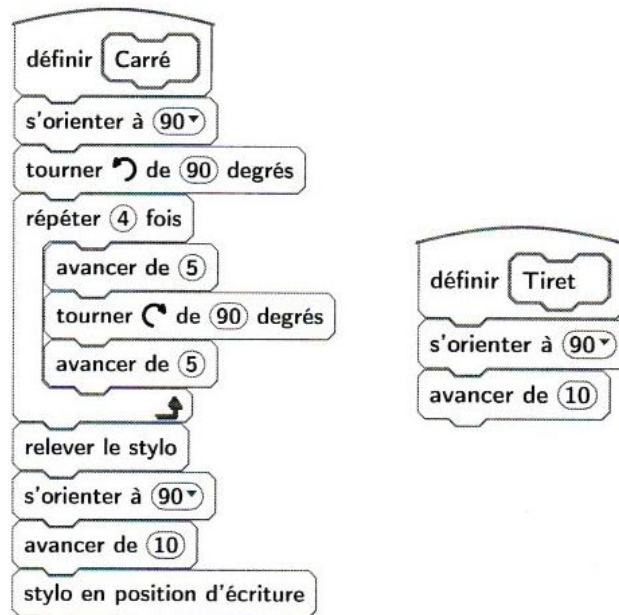 définir Carré
s'orienter à 90
tourner de 90 degrés
répéter 4 fois
avancer de 5
tourner de 90 degrés
avancer de 5
relever le stylo
s'orienter à 90
avancer de 10
stylo en position d'écriture
définir Tiret
s'orienter à 90
avancer de 10